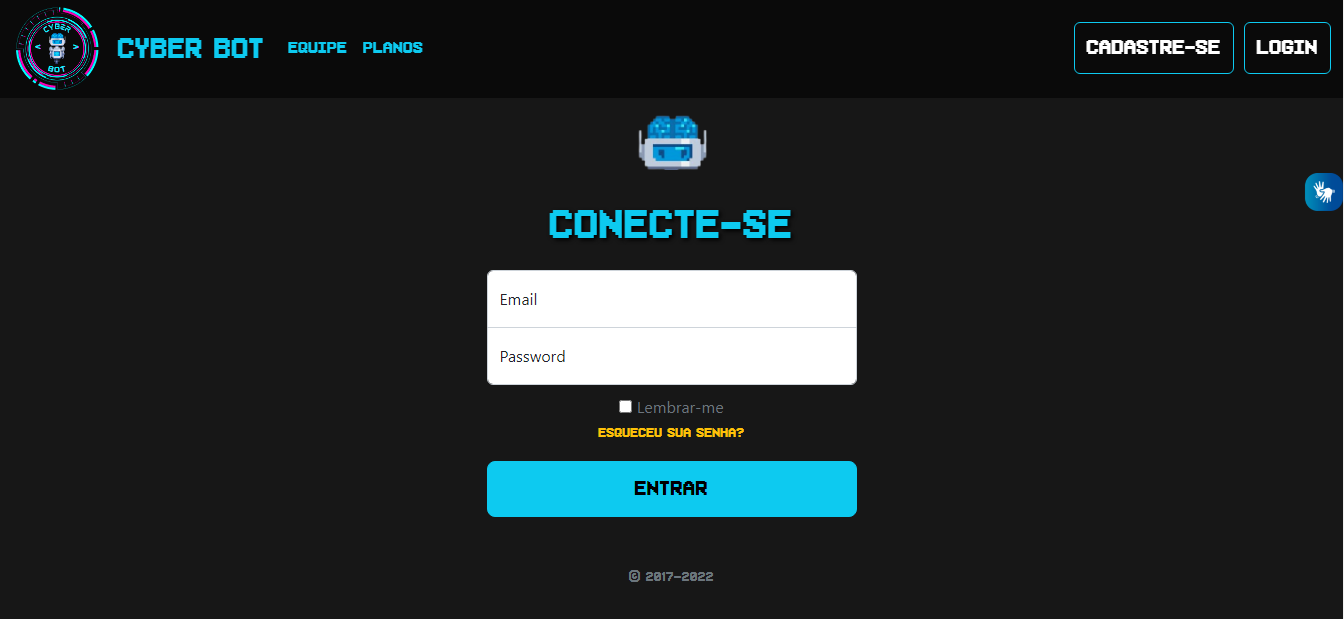 CYBER
< >
BOT
CYBER BOT
EQUIPE
PLANOS
CADASTRE-SE
LOGIN
CONECTE-SE
Email
Password
Lembrar-me
ESQUECEU SUA SENHA?
ENTRAR
© 2017-2022